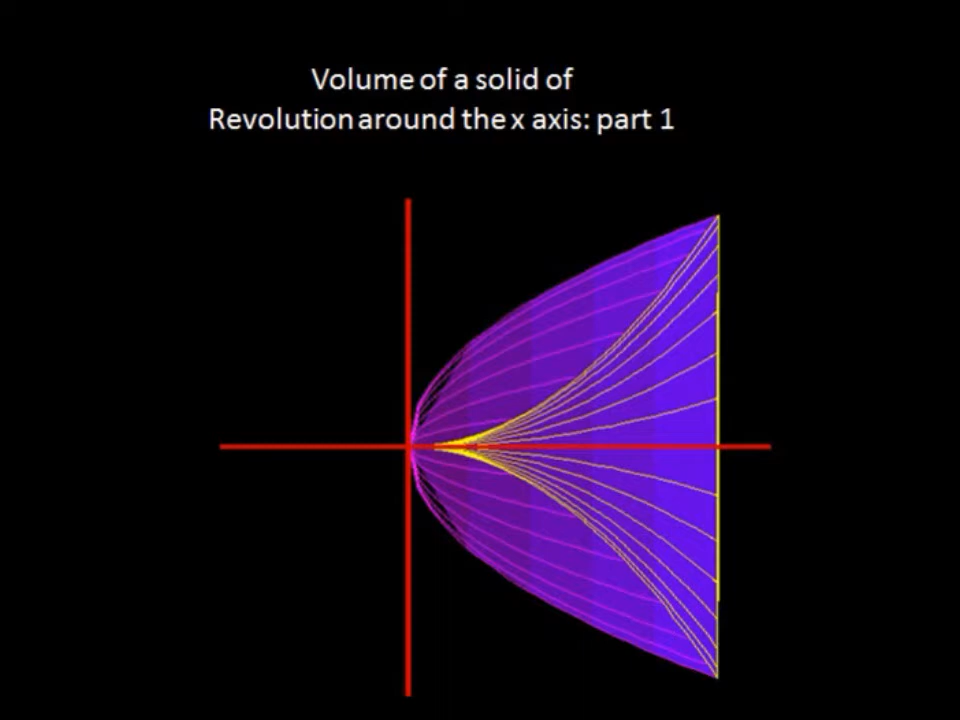 Volume of a solid of
Revolution around the x axis: part 1